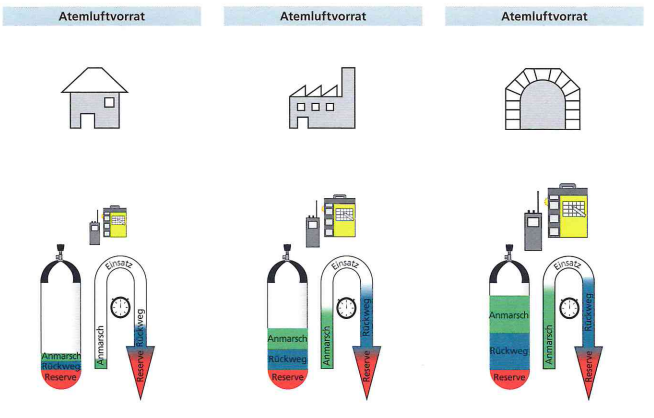 Atemluftvorrat
Anmarsch
Rückweg
Reserve
Einsatz
Anmarsch
Rückweg
Reserve
Atemluftvorrat
Anmarsch
Rückweg
Reserve
Einsatz
Anmarsch
Rückweg
Reserve
Atemluftvorrat
Anmarsch
Rückweg
Reserve
Einsatz
Anmarsch
Rückweg
Reserve